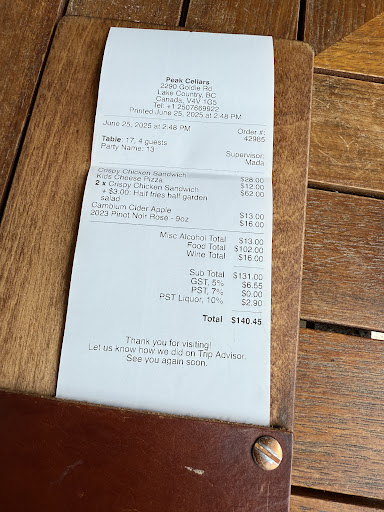 Peak Cellars
2290 Goldie Rd
Lake Country, BC
Canada, V4V 1G5
Tel. +1 2507669922
Printed June 25, 2025 at 2:48 PM
June 25, 2025 at 2:48 PM
Order #:
42985
Table: 17, 4 guests
Party Name: 13
Supervisor:
Mada
Crispy Chicken Sandwich $28.00
Kids Cheese Pizza $12.00
2 x Crispy Chicken Sandwich $62.00
+ $3.00: Half fries half garden
salad
Cambium Cider Apple $13.00
2023 Pinot Noir Rose - 9oz $16.00
Misc Alcohol Total $13.00
Food Total $102.00
Wine Total $16.00
Sub Total $131.00
GST, 5% $6.55
PST, 7% $0.00
PST Liquor, 10% $2.90
Total $140.45
Thank you for visiting!
Let us know how we did on Trip Advisor.
See you again soon.